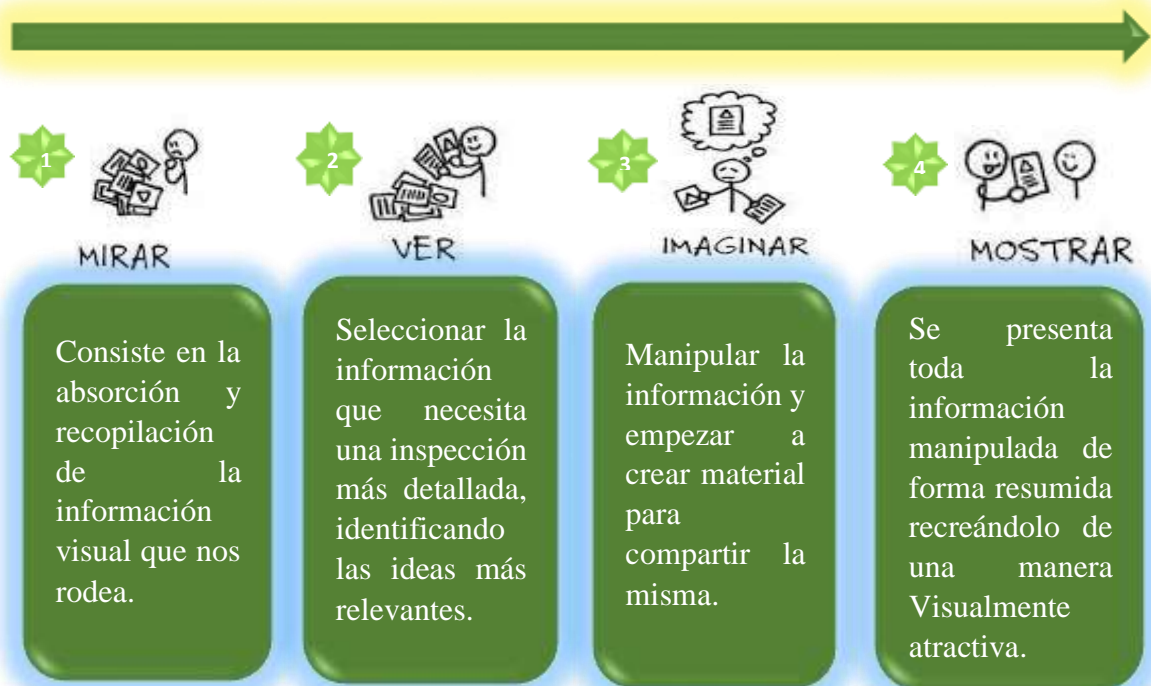 1
MIRAR
Consiste en la
absorción y
recopilación
de la
información
visual que nos
rodea.
2
VER
Seleccionar la
información
que necesita
una inspección
más detallada,
identificando
las ideas más
relevantes.
3
IMAGINAR
Manipular la
información y
empezar a
crear material
para
compartir la
misma.
4
MOSTRAR
Se presenta
toda la
información
manipulada de
forma resumida
recreándolo de
una manera
Visualmente
atractiva.